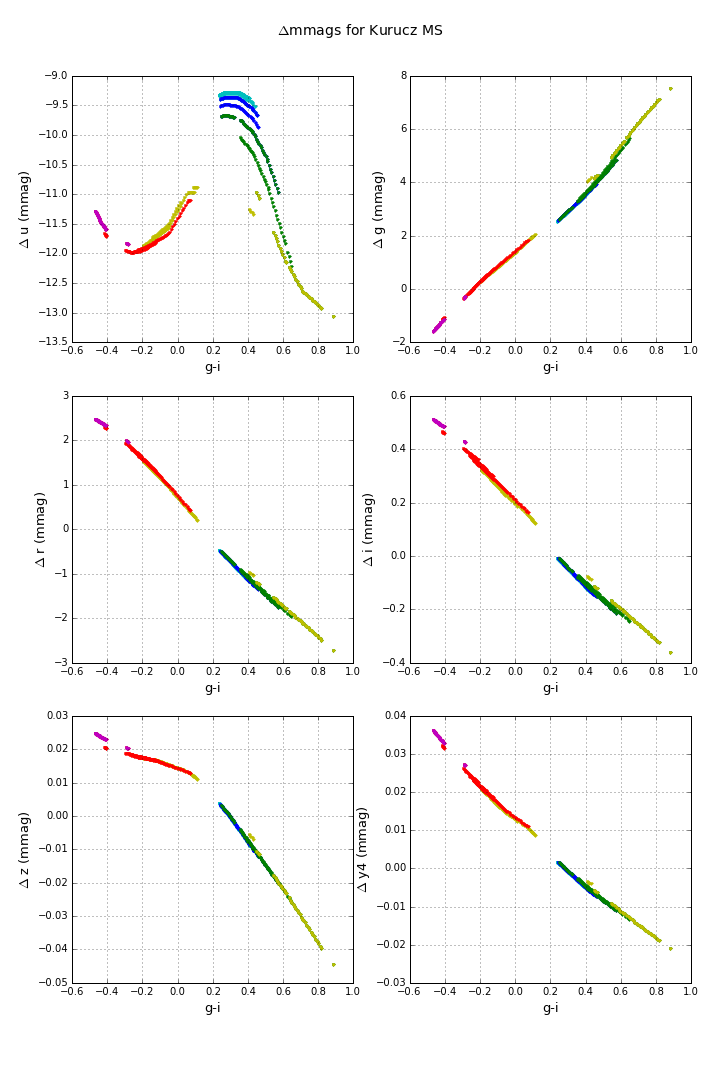 Δmmags for Kurucz MS
−9.0
−9.5
−10.0
−10.5
−11.0
−11.5
−12.0
−12.5
−13.0
−13.5
Δ u (mmag)
−0.6 −0.4 −0.2 0.0 0.2 0.4 0.6 0.8 1.0
g-i
8
6
4
2
0
−2
Δ g (mmag)
−0.6 −0.4 −0.2 0.0 0.2 0.4 0.6 0.8 1.0
g-i
3
2
1
0
−1
−2
−3
Δ r (mmag)
−0.6 −0.4 −0.2 0.0 0.2 0.4 0.6 0.8 1.0
g-i
0.6
0.4
0.2
0.0
−0.2
−0.4
Δ i (mmag)
−0.6 −0.4 −0.2 0.0 0.2 0.4 0.6 0.8 1.0
g-i
0.03
0.02
0.01
0.00
−0.01
−0.02
−0.03
−0.04
−0.05
Δ z (mmag)
−0.6 −0.4 −0.2 0.0 0.2 0.4 0.6 0.8 1.0
g-i
0.04
0.03
0.02
0.01
0.00
−0.01
−0.02
−0.03
Δ y4 (mmag)
−0.6 −0.4 −0.2 0.0 0.2 0.4 0.6 0.8 1.0
g-i